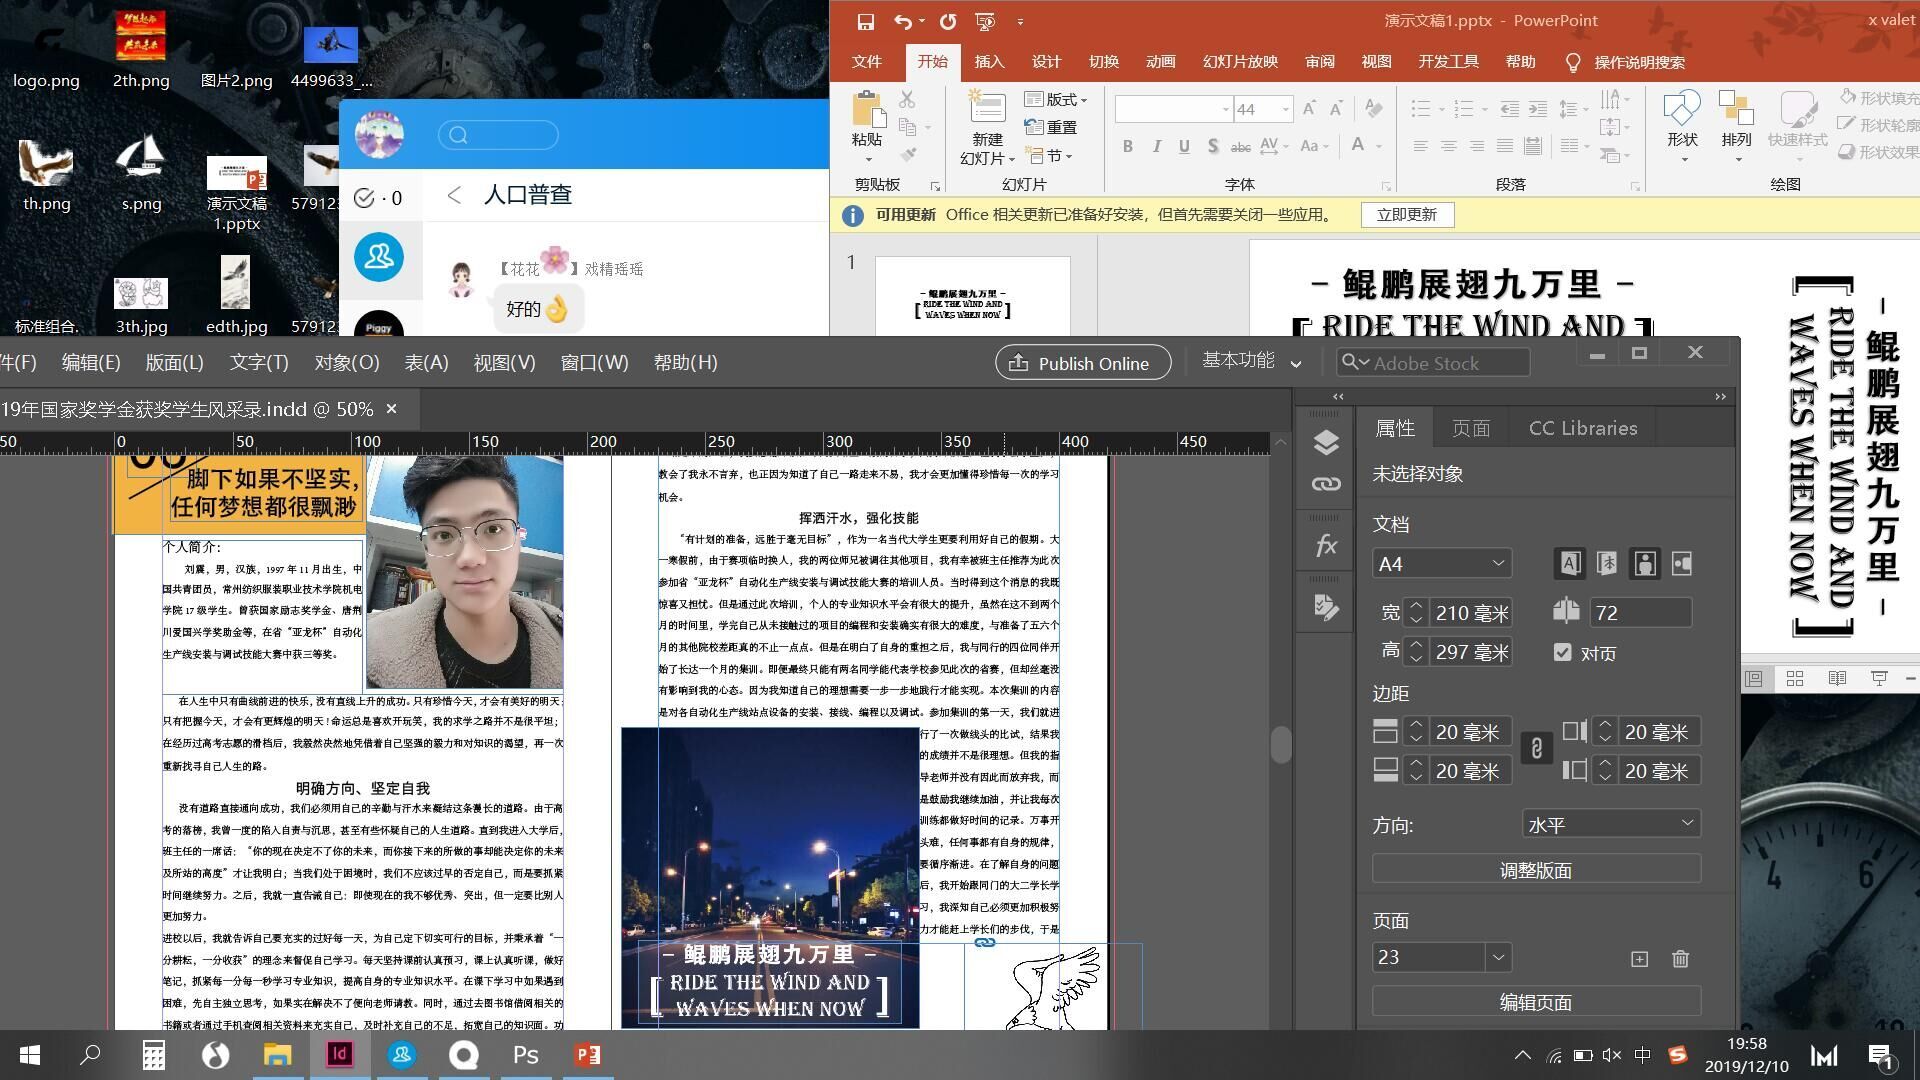 logo.png
2th.png
图片2.png
4499633_...
th.png
s.png
演示文稿
1.pptx
标准组合.
3th.jpg
edth.jpg
· 0
人口普查
【花花🌸】戏精瑶瑶
好的👌
Piggy
演示文稿1.pptx - PowerPoint
x valet
文件
开始
插入
设计
切换
动画
幻灯片放映
审阅
视图
开发工具
帮助
操作说明搜索
粘贴
新建
幻灯片
版式
重置
节
44
形状
排列
快速样式
形状填充
形状轮廓
形状效果
剪贴板
幻灯片
字体
段落
绘图
可用更新 Office 相关更新已准备好安装，但首先需要关闭一些应用。
立即更新
1
- 鲲鹏展翅九万里 -
RIDE THE WIND AND
WAVES WHEN NOW
- 鲲鹏展翅九万里 -
RIDE THE WIND AND
- 鲲鹏展翅九万里 -
RIDE THE WIND AND
WAVES WHEN NOW
件(F)
编辑(E)
版面(L)
文字(T)
对象(O)
表(A)
视图(V)
窗口(W)
帮助(H)
Publish Online
基本功能
Adobe Stock
19年国家奖学金获奖学生风采录.indd @ 50% ×
50 0 50 100 150 200 250 300 350 400 450
脚下如果不坚实,
任何梦想都很飘渺
个人简介：
刘震，男，汉族，1997 年 11 月出生，中
国共青团员，常州纺织服装职业技术学院机电
学院 17 级学生。曾获国家励志奖学金、唐荆
川爱国兴学奖助金等，在省“亚龙杯”自动化
生产线安装与调试技能大赛中获三等奖。
在人生中只有曲线前进的快乐，没有直线上升的成功。只有珍惜今天，才会有美好的明天；
只有把握今天，才会有更辉煌的明天！命运总是喜欢开玩笑，我的求学之路并不是很平坦；
在经历过高考志愿的滑档后，我毅然决然地凭借着自己坚强的毅力和对知识的渴望，再一次
重新找寻自己人生的路。
明确方向、坚定自我
没有道路直接通向成功，我们必须用自己的辛勤与汗水来凝结这条漫长的道路。由于高
考的落榜，我曾一度的陷入自责与沉思，甚至有些怀疑自己的人生道路。直到我进入大学后，
班主任的一席话：“你的现在决定不了你的未来，而你接下来的所做的事却能决定你的未来
及所站的高度”才让我明白；当我们处于困境时，我们不应该过早的否定自己，而是要抓紧
时间继续努力。之后，我就一直告诫自己：即使现在的我不够优秀、突出，但一定要比别人
更加努力。
进校以后，我就告诉自己要充实的过好每一天，为自己定下切实可行的目标，并秉承着“一
分耕耘，一分收获”的理念来督促自己学习。每天坚持课前认真预习，课上认真听课，做好
笔记，抓紧每一分每一秒学习专业知识，提高自身的专业知识水平。在课下学习中如果遇到
困难，先自主独立思考，如果实在解决不了便向老师请教。同时，通过去图书馆借阅相关的
书籍或者通过手机查阅相关资料来充实自己，及时补充自己的不足，拓宽自己的知识面。功
教会了我永不言弃，也正因为知道了自己一路走来不易，我才会更加懂得珍惜每一次的学习
机会。
挥洒汗水，强化技能
“有计划的准备，远胜于毫无目标”，作为一名当代大学生更要利用好自己的假期。大
一寒假前，由于赛项临时换人，我的两位师兄被调往其他项目，我有幸被班主任推荐为此次
参加省“亚龙杯”自动化生产线安装与调试技能大赛的培训人员。当时得到这个消息的我既
惊喜又担忧。但是通过此次培训，个人的专业知识水平会有很大的提升，虽然在这不到两个
月的时间里，学完自己从未接触过的项目的编程和安装确实有很大的难度，与准备了五六个
月的其他院校差距真的不止一点点。但是在明白了自身的重担之后，我与同行的四位同伴开
始了长达一个月的集训。即便最终只能有两名同学能代表学校参见此次的省赛，但却丝毫没
有影响到我的心态。因为我知道自己的理想需要一步一步地践行才能实现。本次集训的内容
是对各自动化生产线站点设备的安装、接线、编程以及调试。参加集训的第一天，我们就进
行了一次做线头的比试，结果我
的成绩并不是很理想。但我的指
导老师并没有因此而放弃我，而
是鼓励我继续加油，并让我每次
训练都做好时间的记录。万事开
头难，任何事都有自身的规律，
要循序渐进。在了解自身的问题
后，我开始跟同门的大二学长学
习，我深知自己必须更加积极努
力才能赶上学长们的步伐，于是
- 鲲鹏展翅九万里 -
RIDE THE WIND AND
WAVES WHEN NOW
属性
页面
CC Libraries
未选择对象
文档
A4
宽
210 毫米
72
高
297 毫米
对页
边距
20 毫米
20 毫米
20 毫米
20 毫米
方向:
水平
调整版面
页面
23
编辑页面
4
6
Id
Ps
中
19:58
2019/12/10
1